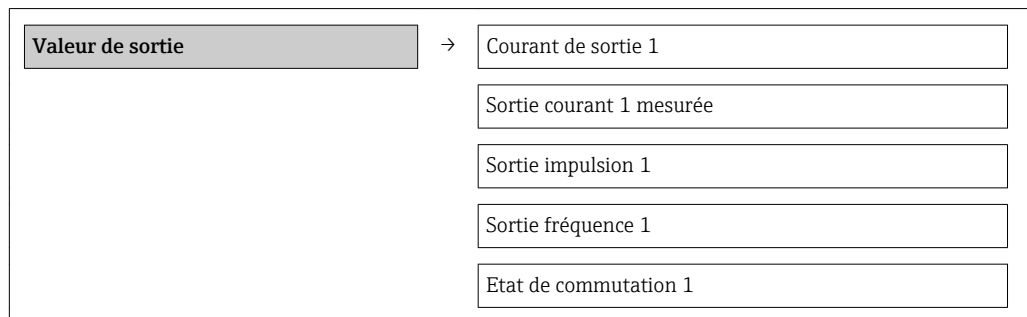 Valeur de sortie → Courant de sortie 1
Sortie courant 1 mesurée
Sortie impulsion 1
Sortie fréquence 1
Etat de commutation 1